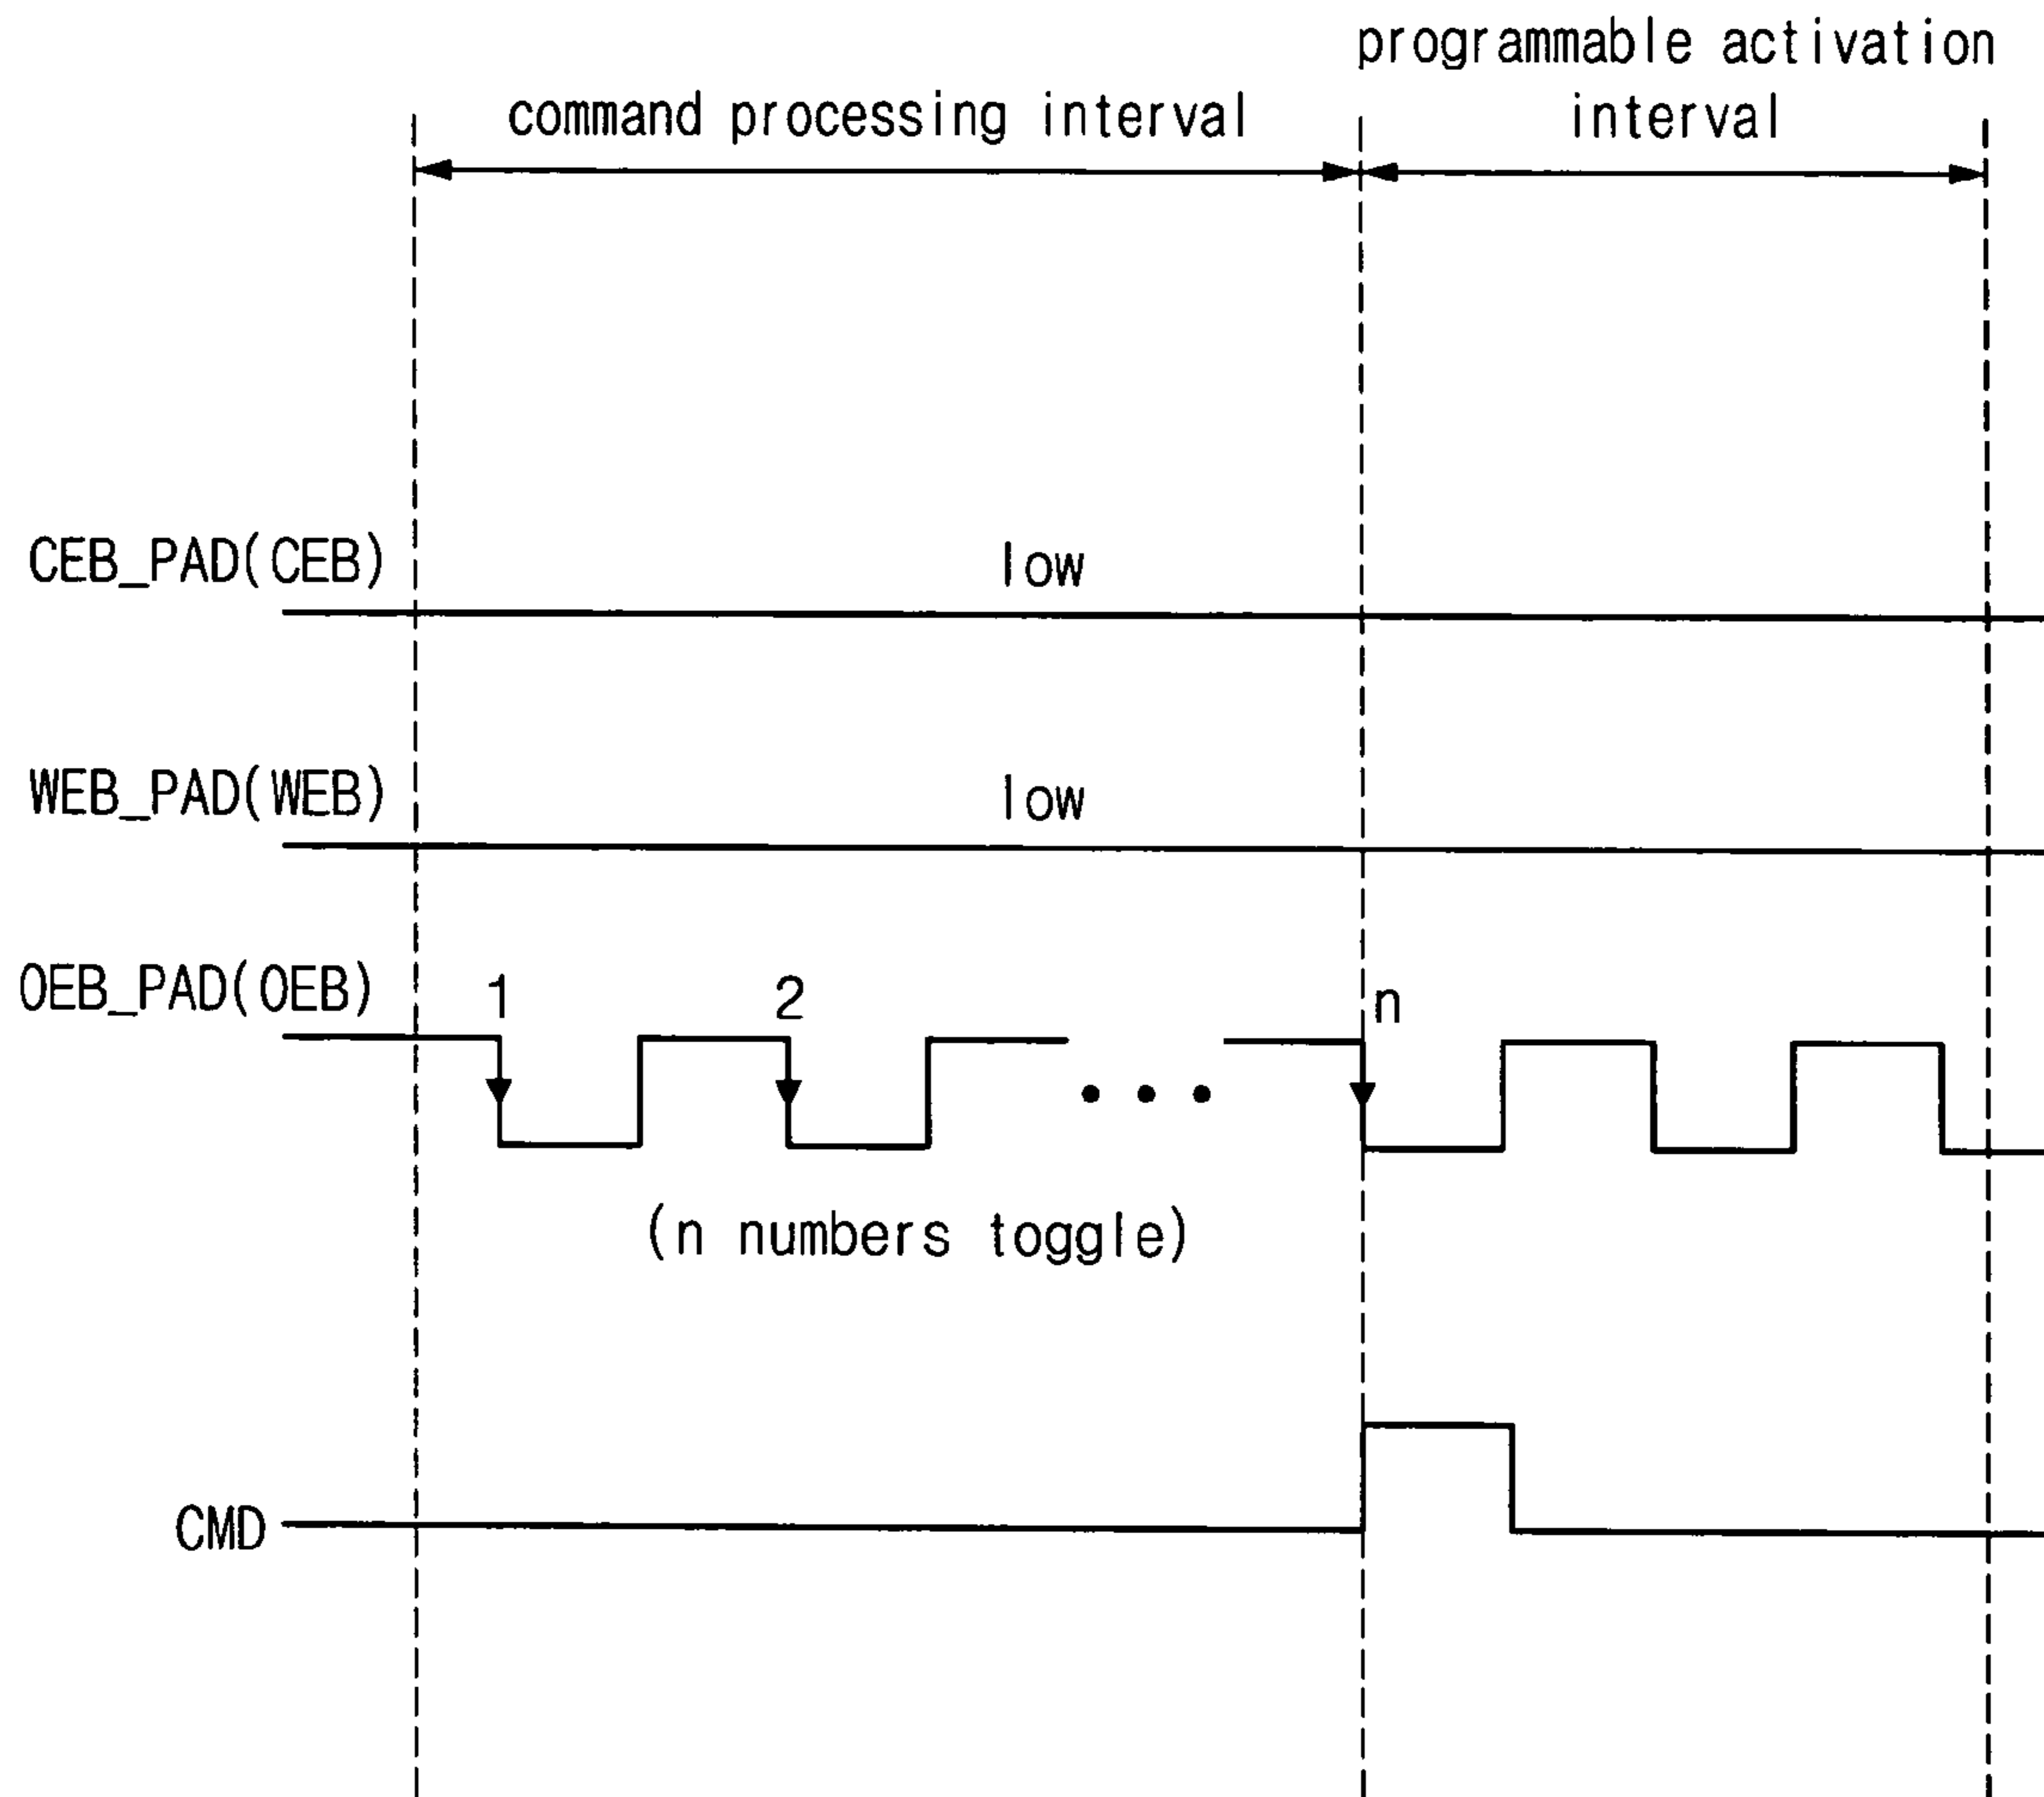 programmable activation
interval
command processing interval
CEB_PAD(CEB)
low
WEB_PAD(WEB)
low
OEB_PAD(OEB)
1
2
n
(n numbers toggle)
CMD